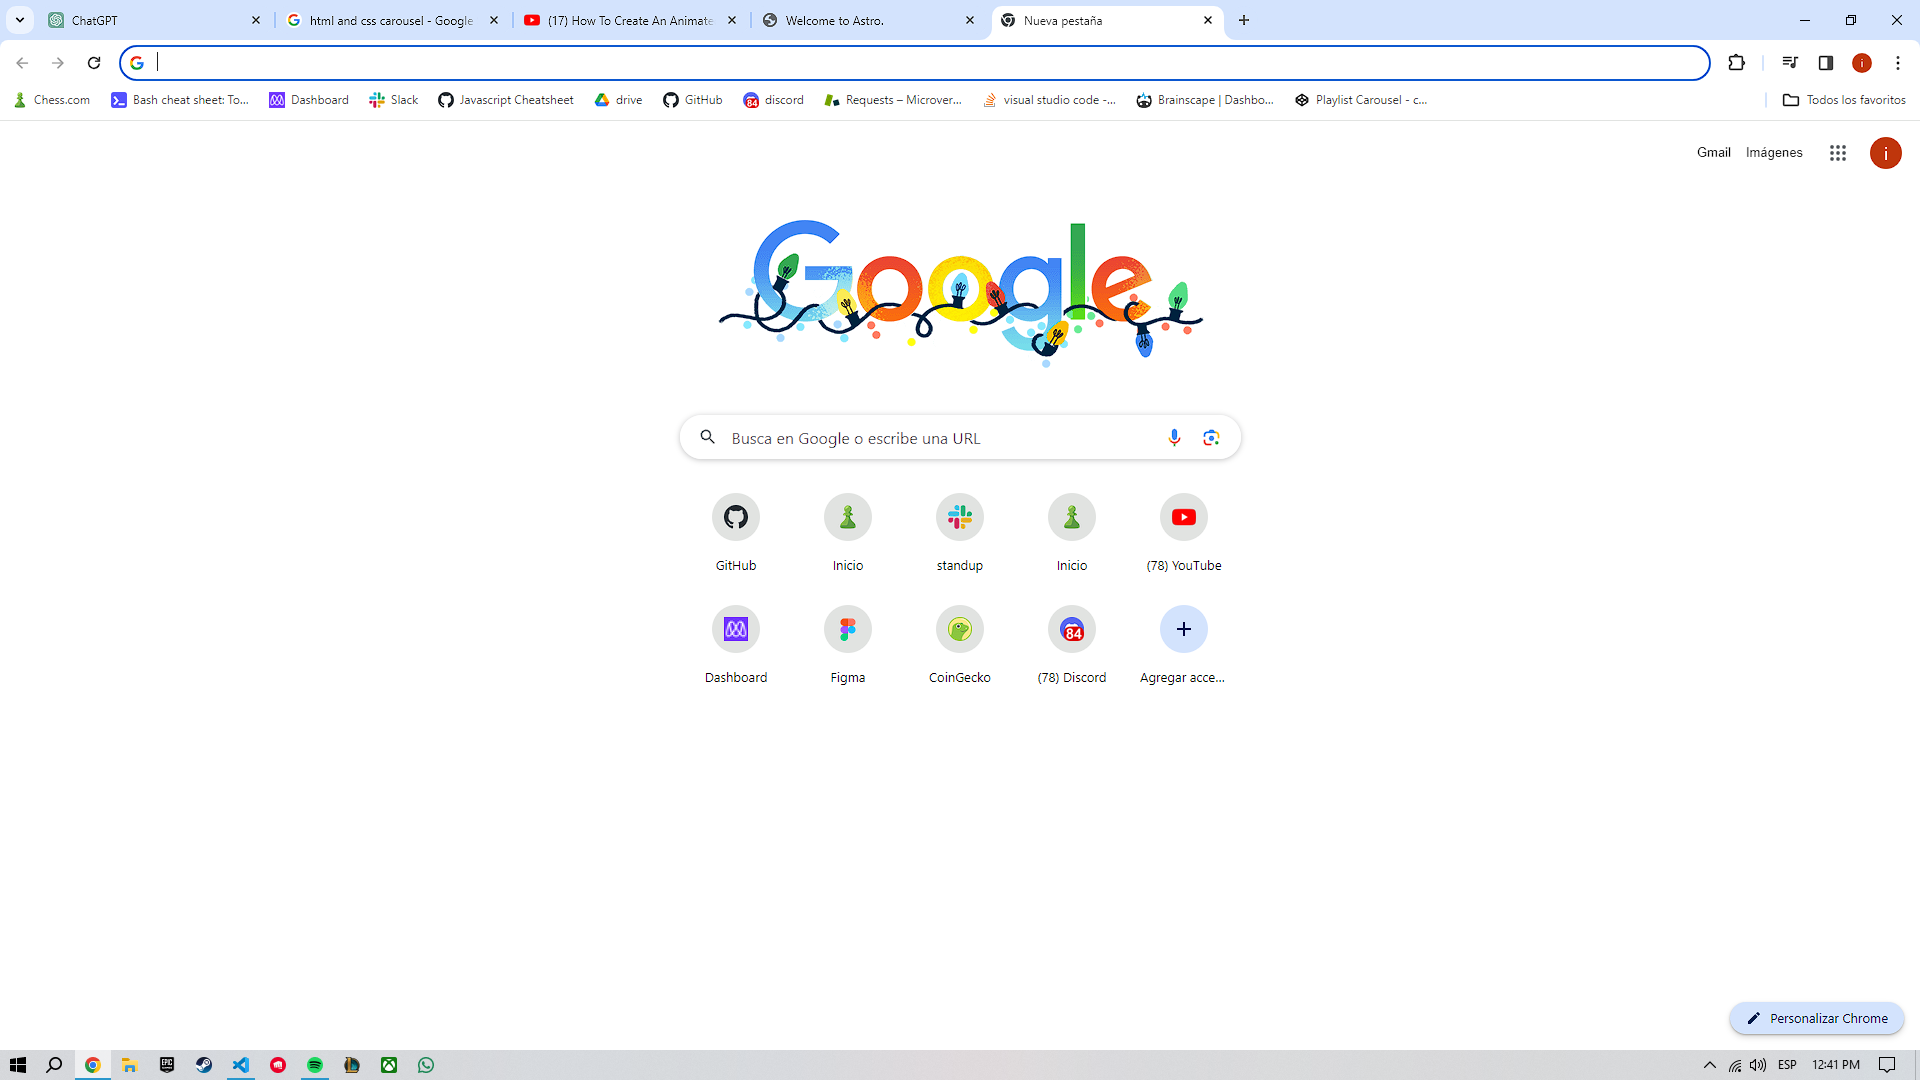 ChatGPT
html and css carousel - Google
(17) How To Create An Animate
Welcome to Astro.
Nueva pestaña
Chess.com
Bash cheat sheet: To...
Dashboard
Slack
Javascript Cheatsheet
drive
GitHub
84
discord
Requests – Microver...
visual studio code -...
Brainscape | Dashbo...
Playlist Carousel - c...
Todos los favoritos
Gmail
Imágenes
i
Google
Busca en Google o escribe una URL
GitHub
Inicio
standup
Inicio
(78) YouTube
84
Dashboard
Figma
CoinGecko
(78) Discord
Agregar acce...
Personalizar Chrome
EPIC
ESP
12:41 PM